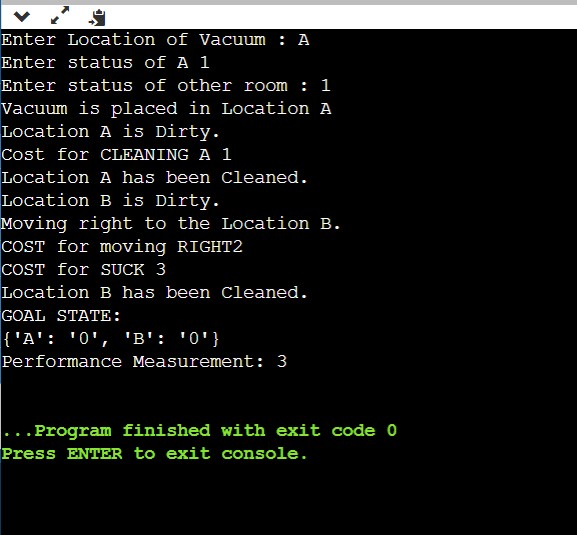 Enter Location of Vacuum : A
Enter status of A 1
Enter status of other room : 1
Vacuum is placed in Location A
Location A is Dirty.
Cost for CLEANING A 1
Location A has been Cleaned.
Location B is Dirty.
Moving right to the Location B.
COST for moving RIGHT2
COST for SUCK 3
Location B has been Cleaned.
GOAL STATE:
{'A': '0', 'B': '0'}
Performance Measurement: 3
...Program finished with exit code 0
Press ENTER to exit console.